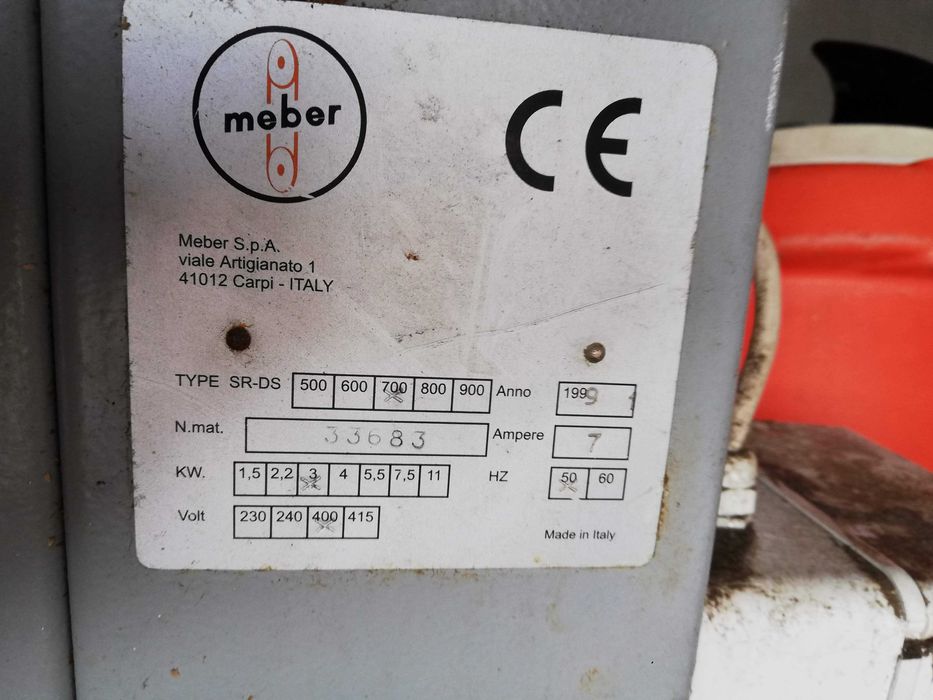 meber
CE
Meber S.p.A.
viale Artigianato 1
41012 Carpi - ITALY
TYPE SR-DS 500 600 700 800 900 Anno 1999
N.mat. 33683 Ampere 7
KW. 1,5 2,2 3 4 5,5 7,5 11 HZ 50 60
Volt 230 240 400 415
Made in Italy